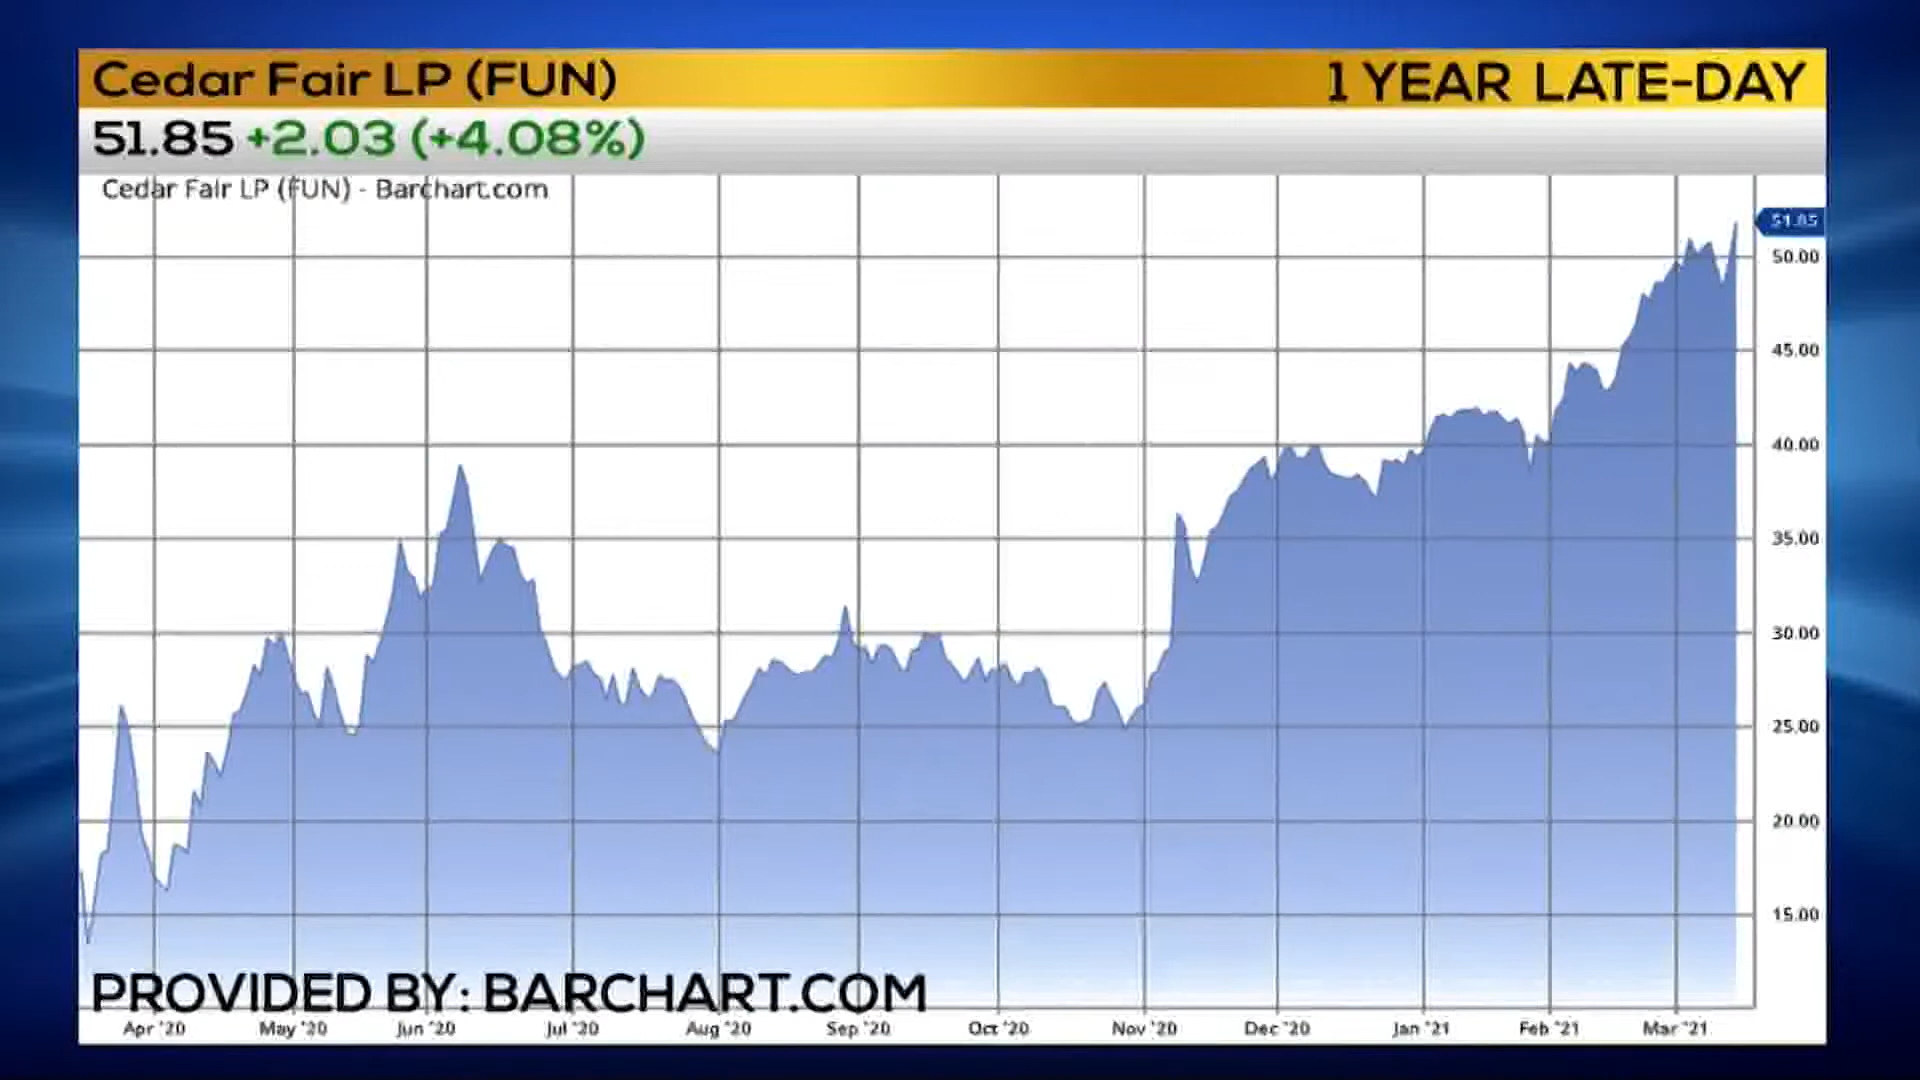 Cedar Fair LP (FUN)
1 YEAR LATE-DAY
51.85 +2.03 (+4.08%)
Cedar Fair LP (FUN) - Barchart.com
51.85
50.00
45.00
40.00
35.00
30.00
25.00
20.00
15.00
PROVIDED BY: BARCHART.COM
Apr '20 May '20 Jun '20 Jul '20 Aug '20 Sep '20 Oct '20 Nov '20 Dec '20 Jan '21 Feb '21 Mar '21